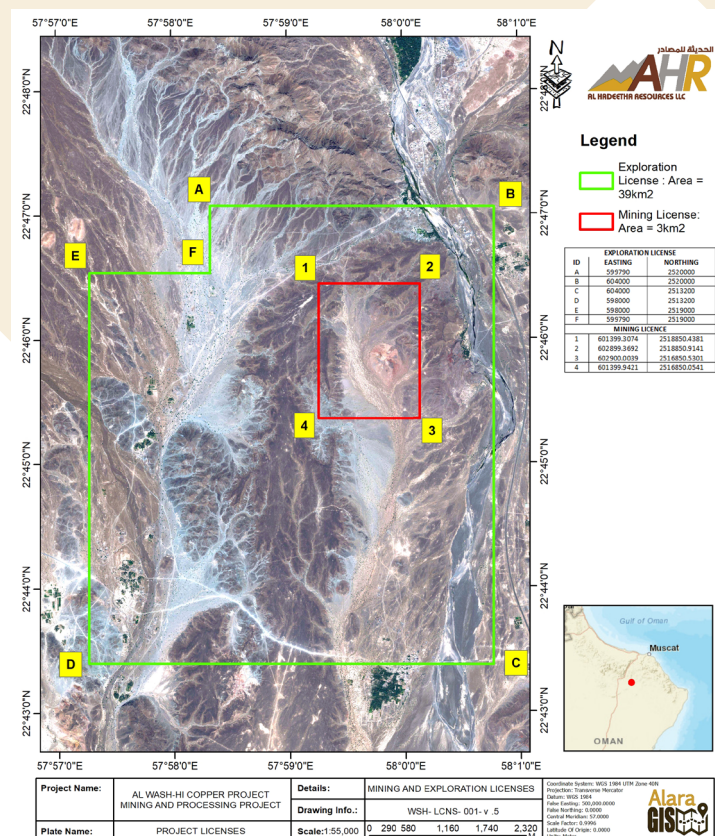 57°57'0"E 57°58'0"E 57°59'0"E 58°0'0"E 58°1'0"E
22°48'0"N 22°48'0"N
22°47'0"N 22°47'0"N
22°46'0"N 22°46'0"N
22°45'0"N 22°45'0"N
22°44'0"N 22°44'0"N
22°43'0"N 22°43'0"N
57°57'0"E 57°58'0"E 57°59'0"E 58°0'0"E 58°1'0"E
A
B
E
F
1
2
4
3
D
C
N
الحديثة للمصادر
AHR
AL HADEETHA RESOURCES LLC
Legend
Exploration
License : Area =
39km2
Mining License:
Area = 3km2
EXPLORATION LICENSE
ID EASTING NORTHING
A 599790 2520000
B 604000 2520000
C 604000 2513200
D 598000 2513200
E 598000 2519000
F 599790 2519000
MINING LICENCE
1 601399.3074 2518850.4381
2 602899.3692 2518850.9141
3 602900.0039 2516850.5301
4 601399.9421 2516850.0541
Gulf of Oman
Muscat
OMAN
Project Name:
AL WASH-HI COPPER PROJECT
MINING AND PROCESSING PROJECT
Details: MINING AND EXPLORATION LICENSES
Drawing Info.: WSH- LCNS- 001- v .5
Plate Name: PROJECT LICENSES
Scale:1:55,000
0 290 580 1,160 1,740 2,320
Coordinate System: WGS 1984 UTM Zone 40N
Projection: Transverse Mercator
Datum: WGS 1984
False Easting: 500,000.0000
False Northing: 0.0000
Central Meridian: 57.0000
Scale Factor: 0.9996
Latitude Of Origin: 0.0000
Alara
GIS